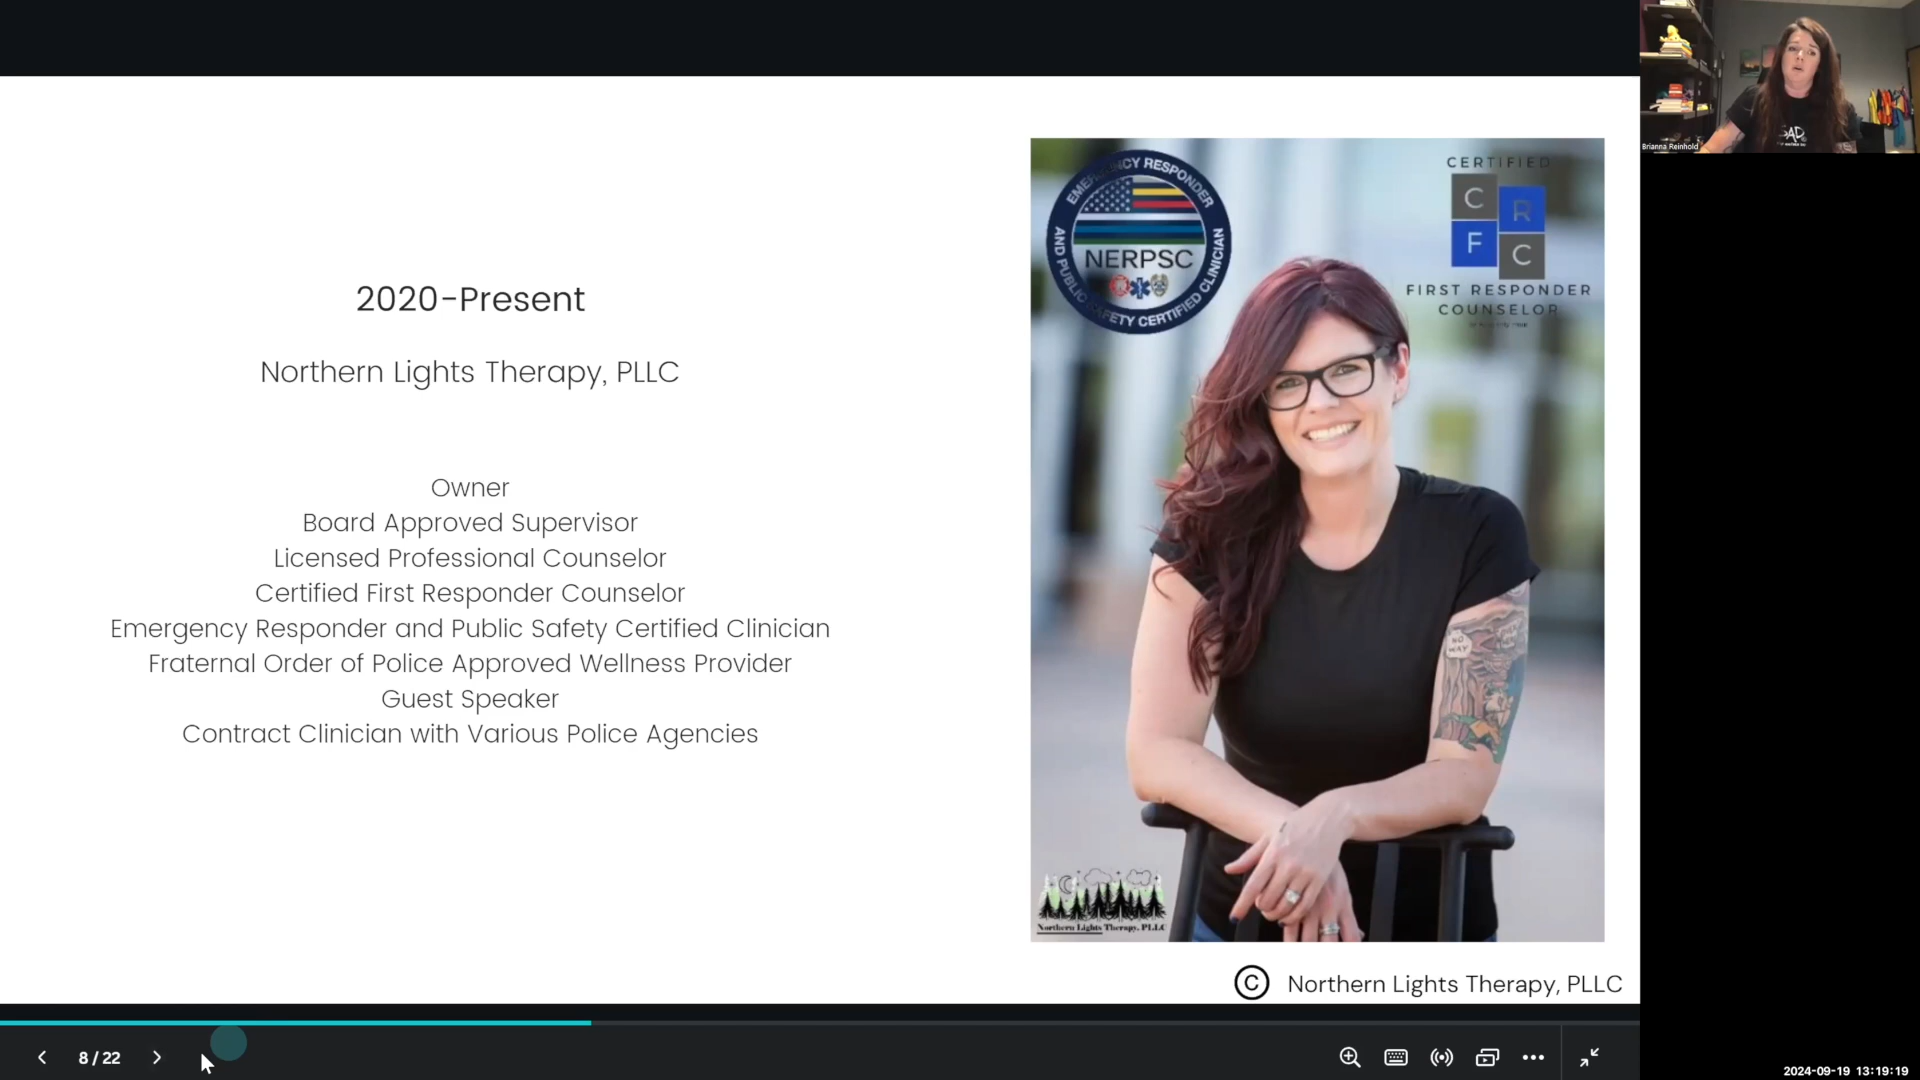 2020-Present
Northern Lights Therapy, PLLC
Owner
Board Approved Supervisor
Licensed Professional Counselor
Certified First Responder Counselor
Emergency Responder and Public Safety Certified Clinician
Fraternal Order of Police Approved Wellness Provider
Guest Speaker
Contract Clinician with Various Police Agencies
EMERGENCY RESPONDER
AND PUBLIC SAFETY CERTIFIED CLINICIAN
NERPSC
CERTIFIED
C R
F C
FIRST RESPONDER
COUNSELOR
NO
WAY
Northern Lights Therapy, PLLC
© Northern Lights Therapy, PLLC
8 / 22
SAD
Brianna Reinhold
2024-09-19 13:19:19